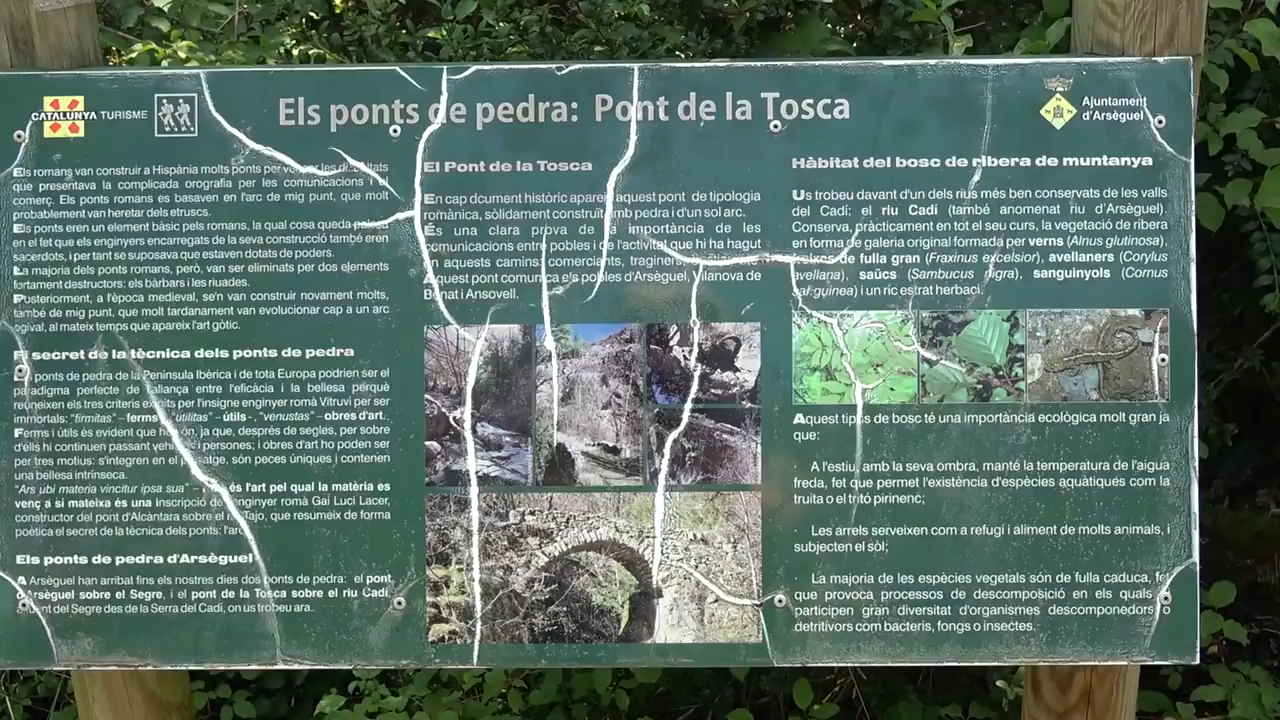 CATALUNYA TURISME
Els ponts de pedra: Pont de la Tosca
Ajuntament
d'Arsèguel
Els romans van construir a Hispània molts ponts per les
que presentava la complicada orografia per les comunicacions i
comerç. Els ponts romans es basaven en l'arc de mig punt, que molt
probablement van heretar dels etruscs.
Els ponts eren un element bàsic pels romans, la qual cosa queda palesa
en el fet que els enginyers encarregats de la seva construcció també eren
sacerdots, i per tant se suposava que estaven dotats de poders.
La majoria dels ponts romans, però, van ser eliminats per dos elements
fortament destructors: els bàrbars i les riuades.
Posteriorment, a l'època medieval, se'n van construir novament molts,
també de mig punt, que molt tardanament van evolucionar cap a un arc
ogival, al mateix temps que apareix l'art gòtic.
El secret de la tècnica dels ponts de pedra
ponts de pedra de la Península Ibèrica i de tota Europa podrien ser el
paradigma perfecte de l'aliança entre l'eficàcia i la bellesa perquè
reuneixen els tres criteris exigits per l'insigne enginyer romà Vitruvi per ser
immortals: "firmitas" – ferms "utilitas" – útils - , "venustas" – obres d'art.
Ferms i útils és evident que ho són, ja que, després de segles, per sobre
d'ells hi continuen passant vehicles i persones; i obres d'art ho poden ser
per tres motius: s'integren en el paisatge, són peces úniques i contenen
una bellesa intrínseca.
"Ars ubi materia vincitur ipsa sua" – és l'art pel qual la matèria es
venç a si mateixa és una inscripció de l'enginyer romà Gai Luci Lacer,
constructor del pont d'Alcàntara sobre el riu Tajo, que resumeix de forma
poètica el secret de la tècnica dels ponts: l'arc
Els ponts de pedra d'Arsèguel
A Arsèguel han arribat fins els nostres dies dos ponts de pedra: el pont
d'Arsèguel sobre el Segre, i el pont de la Tosca sobre el riu Cadí,
afluent del Segre des de la Serra del Cadí, on us trobeu ara.
El Pont de la Tosca
En cap dcument històric apareix aquest pont de tipologia
romànica, sòlidament construit amb pedra i d'un sol arc.
És una clara prova de la importància de les
comunicacions entre pobles i de l'activitat que hi ha hagut
en aquests camins: comerciants, traginers,
Aquest pont comunica els pobles d'Arsèguel, Vilanova de
Banat i Ansovell.
Hàbitat del bosc de ribera de muntanya
Us trobeu davant d'un dels rius més ben conservats de les valls
del Cadí: el riu Cadí (també anomenat riu d'Arsèguel).
Conserva, pràcticament en tot el seu curs, la vegetació de ribera
en forma de galeria original formada per verns (Alnus glutinosa),
freixes de fulla gran (Fraxinus excelsior), avellaners (Corylus
avellana), saücs (Sambucus nigra), sanguinyols (Cornus
sanguinea) i un ric estrat herbaci.
Aquest tipus de bosc té una importància ecològica molt gran ja
que:
· A l'estiu, amb la seva ombra, manté la temperatura de l'aigua
freda, fet que permet l'existència d'espècies aquàtiques com la
truita o el tritó pirinenc;
· Les arrels serveixen com a refugi i aliment de molts animals, i
subjecten el sòl;
· La majoria de les espècies vegetals són de fulla caduca, fet
que provoca processos de descomposició en els quals
participen gran diversitat d'organismes descomponedors o
detritívors com bacteris, fongs o insectes.